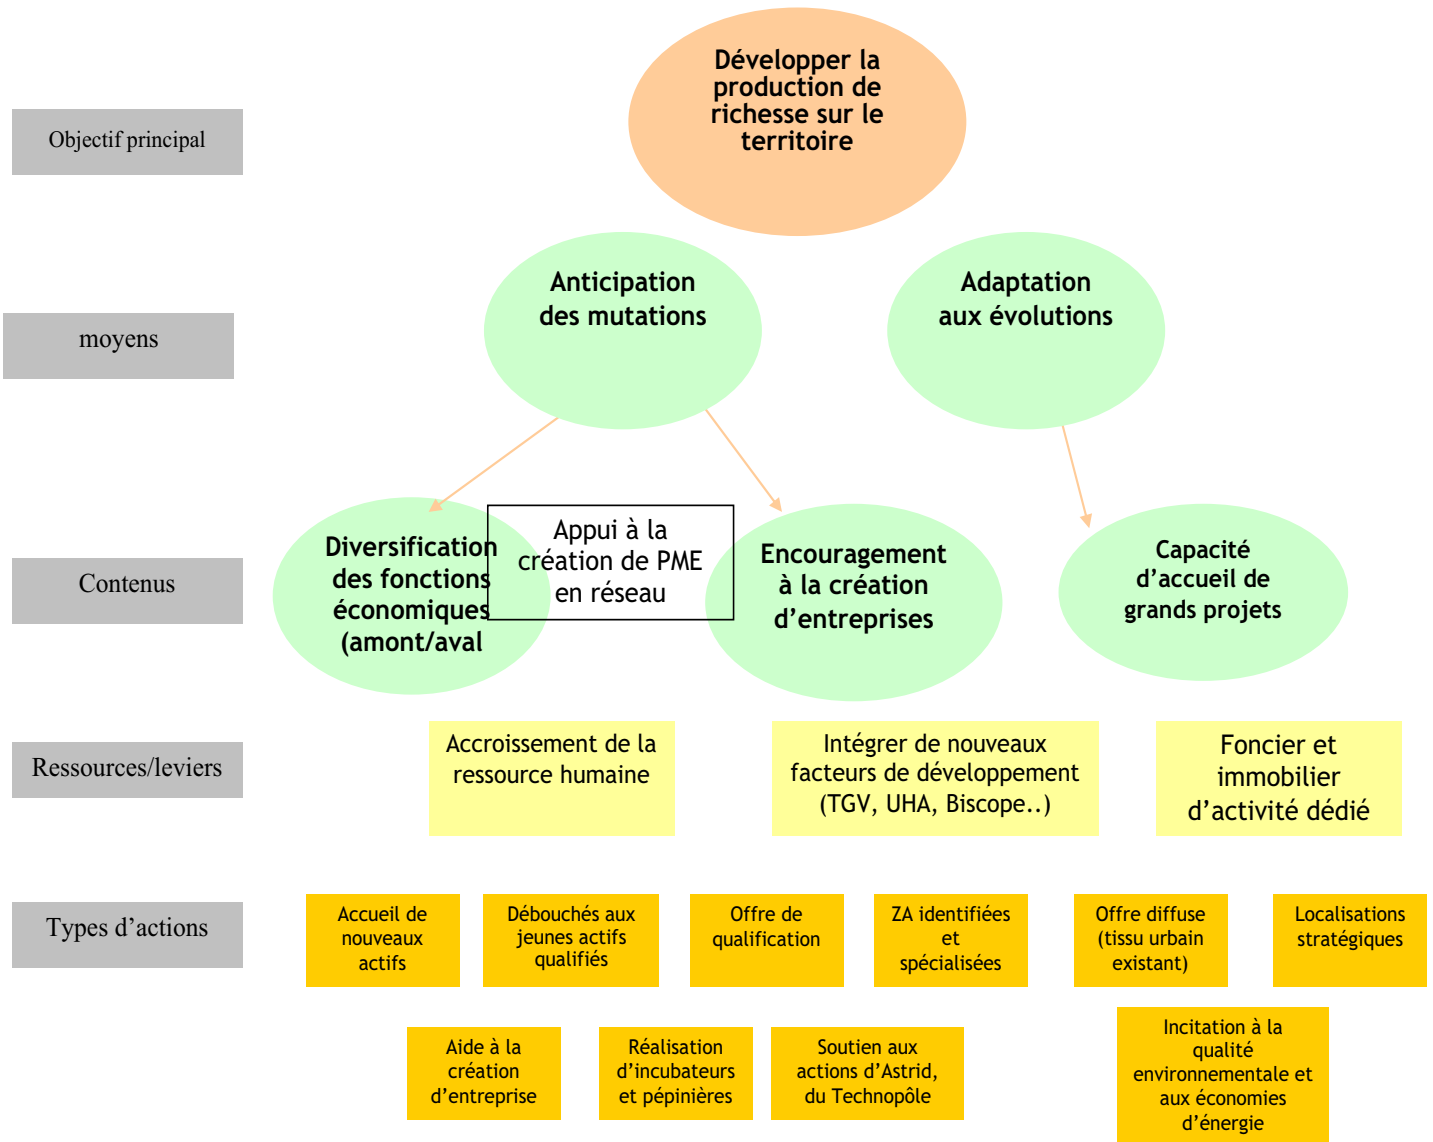 Développer la
production de
richesse sur le
territoire
Objectif principal
Anticipation
des mutations
Adaptation
aux évolutions
moyens
Diversification
des fonctions
économiques
(amont/aval
Appui à la
création de PME
en réseau
Encouragement
à la création
d’entreprises
Capacité
d’accueil de
grands projets
Contenus
Accroissement de la
ressource humaine
Intégrer de nouveaux
facteurs de développement
(TGV, UHA, Biscope..)
Foncier et
immobilier
d’activité dédié
Ressources/leviers
Types d’actions
Accueil de
nouveaux
actifs
Débouchés aux
jeunes actifs
qualifiés
Offre de
qualification
ZA identifiées
et
spécialisées
Offre diffuse
(tissu urbain
existant)
Localisations
stratégiques
Aide à la
création
d’entreprise
Réalisation
d’incubateurs
et pépinières
Soutien aux
actions d’Astrid,
du Technopôle
Incitation à la
qualité
environnementale et
aux économies
d’énergie